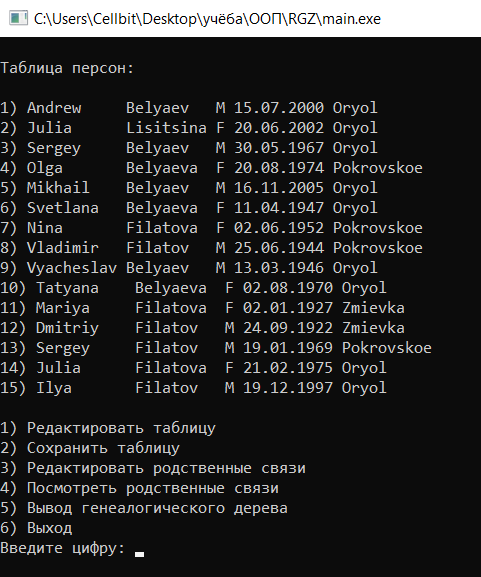 C:\Users\Cellbit\Desktop\учёба\ООП\RGZ\main.exe
Таблица персон:
1) Andrew     Belyaev   M 15.07.2000 Oryol
2) Julia      Lisitsina F 20.06.2002 Oryol
3) Sergey     Belyaev   M 30.05.1967 Oryol
4) Olga       Belyaeva  F 20.08.1974 Pokrovskoe
5) Mikhail    Belyaev   M 16.11.2005 Oryol
6) Svetlana   Belyaeva  F 11.04.1947 Oryol
7) Nina       Filatova  F 02.06.1952 Pokrovskoe
8) Vladimir   Filatov   M 25.06.1944 Pokrovskoe
9) Vyacheslav Belyaev   M 13.03.1946 Oryol
10) Tatyana    Belyaeva  F 02.08.1970 Oryol
11) Mariya     Filatova  F 02.01.1927 Zmievka
12) Dmitriy    Filatov   M 24.09.1922 Zmievka
13) Sergey     Filatov   M 19.01.1969 Pokrovskoe
14) Julia      Filatova  F 21.02.1975 Oryol
15) Ilya       Filatov   M 19.12.1997 Oryol
1) Редактировать таблицу
2) Сохранить таблицу
3) Редактировать родственные связи
4) Посмотреть родственные связи
5) Вывод генеалогического дерева
6) Выход
Введите цифру: